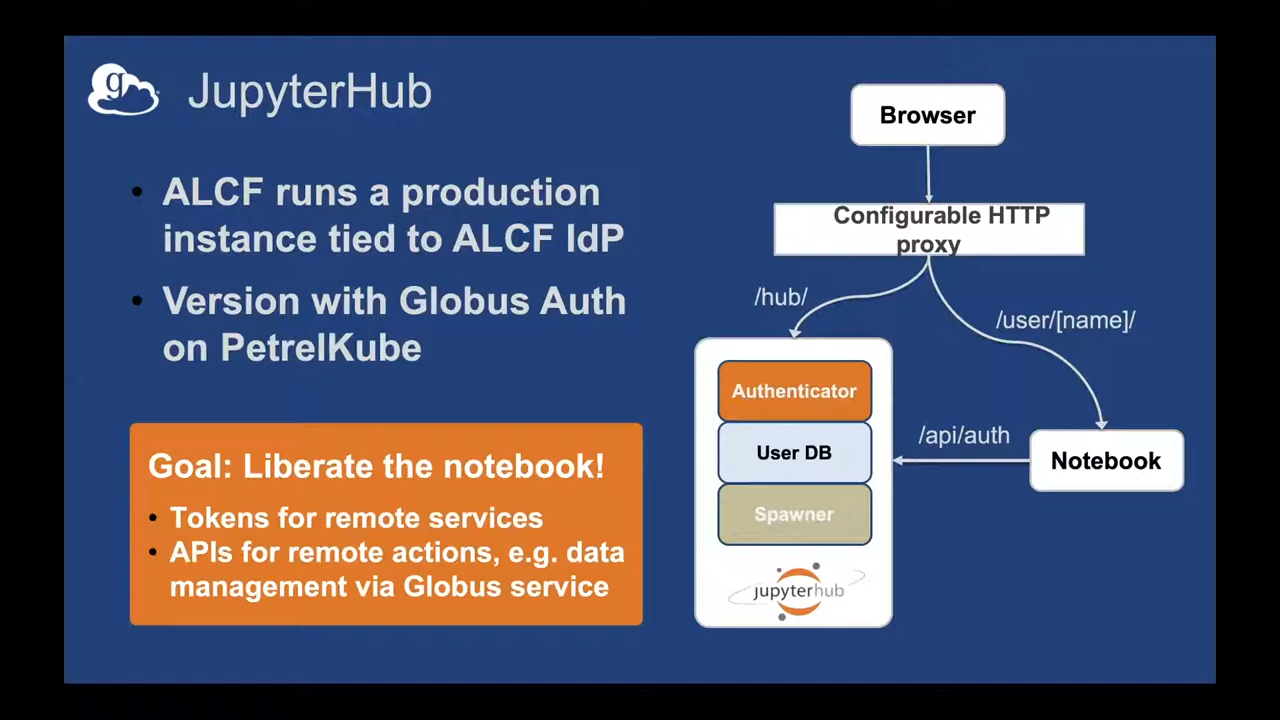 g
JupyterHub
• ALCF runs a production
instance tied to ALCF IdP
• Version with Globus Auth
on PetrelKube
Goal: Liberate the notebook!
• Tokens for remote services
• APIs for remote actions, e.g. data
management via Globus service
Browser
Configurable HTTP
proxy
/hub/
/user/[name]/
Authenticator
User DB
Spawner
jupyterhub
/api/auth
Notebook